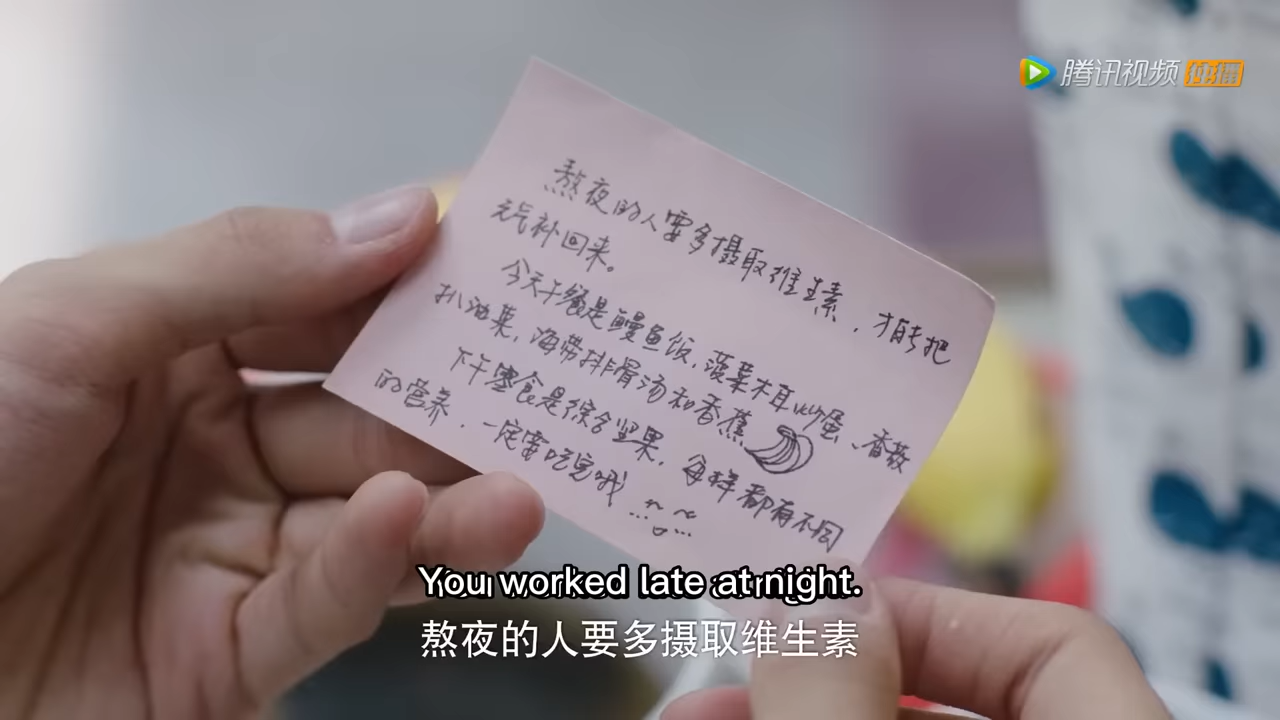 腾讯视频 独播
熬夜的人要多摄取维生素，才能把
元气补回来。
今天午餐是鳗鱼饭，菠菜木耳炒蛋、香菇
扒油菜，海带排骨汤和香蕉
下午零食是综合坚果，每样都有不同
的营养，一定要吃完哦
You worked late at night.
熬夜的人要多摄取维生素